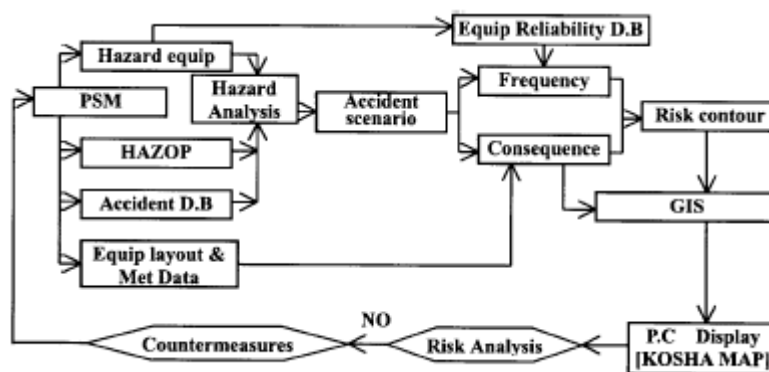 Equip Reliability D.B
Hazard equip
Hazard
Analysis
Frequency
PSM
Accident
scenario
Risk contour
HAZOP
Consequence
Accident D.B
GIS
Equip layout &
Met Data
NO
P.C Display
[KOSHA MAP]
Countermeasures
Risk Analysis